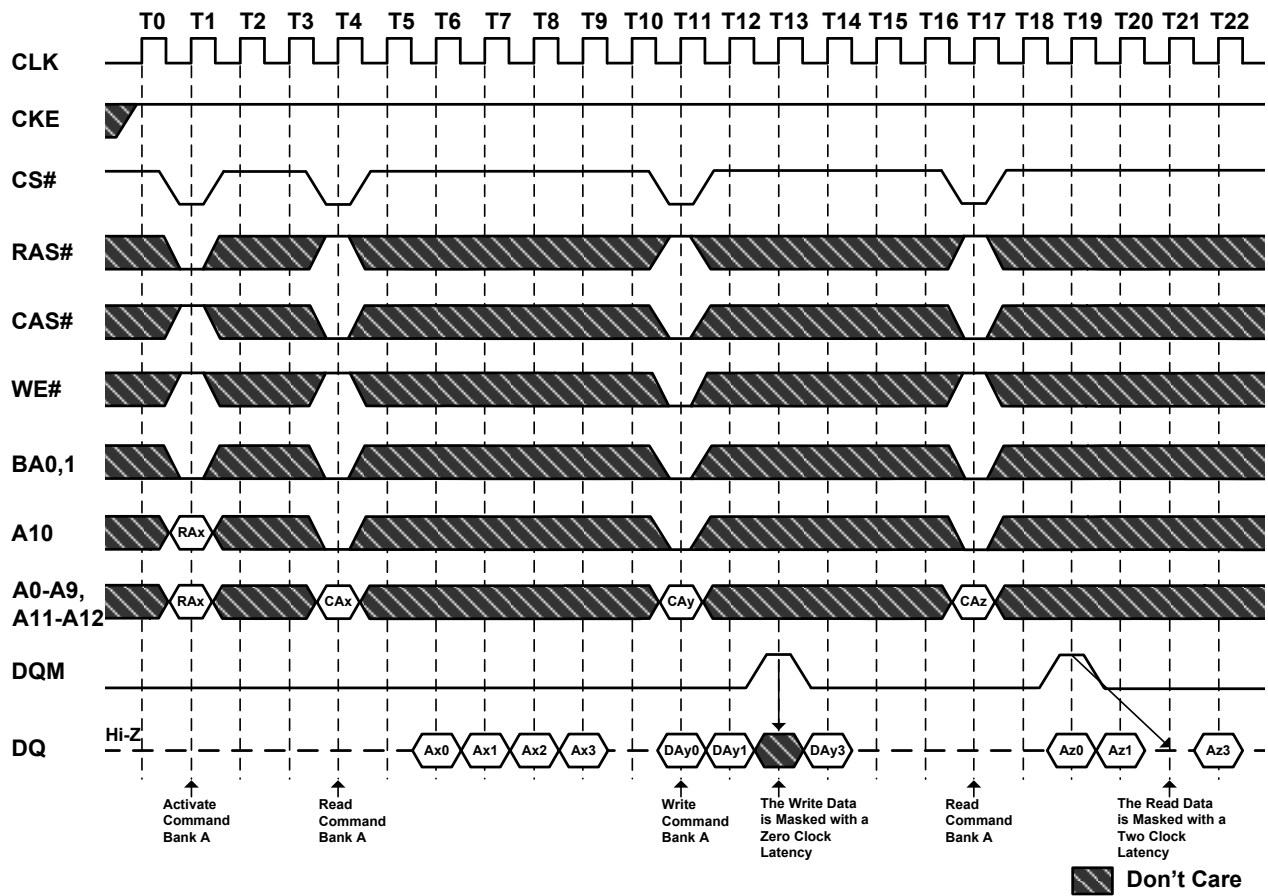 T0 T1 T2 T3 T4 T5 T6 T7 T8 T9 T10 T11 T12 T13 T14 T15 T16 T17 T18 T19 T20 T21 T22
CLK
CKE
CS#
RAS#
CAS#
WE#
BA0,1
A10
RAx
A0-A9,
A11-A12
RAx CAx CAy CAz
DQM
DQ
Hi-Z
Ax0 Ax1 Ax2 Ax3 DAy0 DAy1 DAy3 Az0 Az1 Az3
Activate
Command
Bank A
Read
Command
Bank A
Write
Command
Bank A
The Write Data
is Masked with a
Zero Clock
Latency
Read
Command
Bank A
The Read Data
is Masked with a
Two Clock
Latency
Don't Care